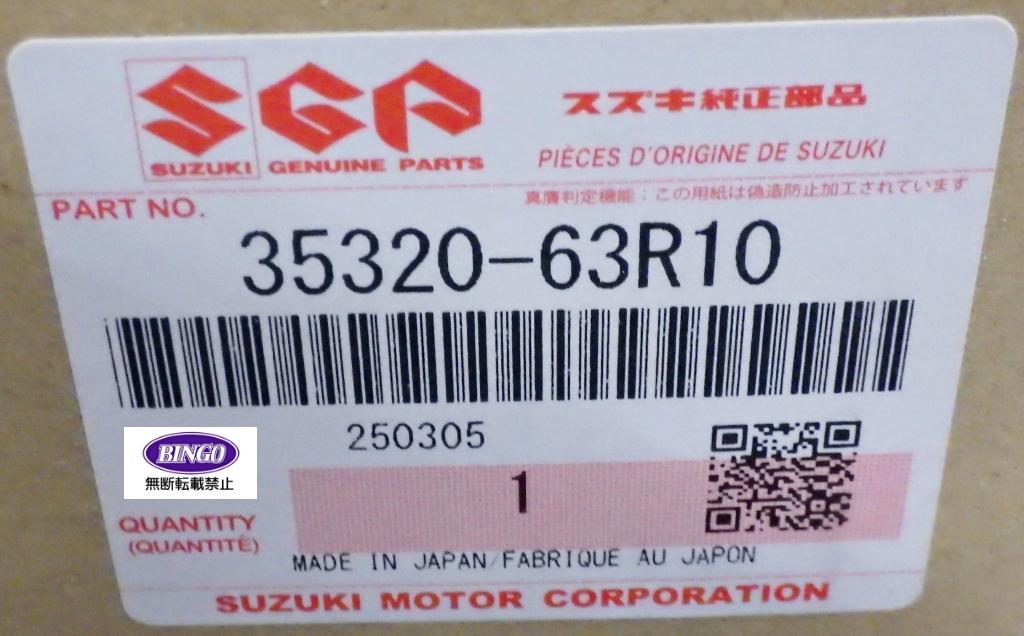 SGP スズキ純正部品
SUZUKI GENUINE PARTS PIÈCES D'ORIGINE DE SUZUKI
真贋判定機能：この用紙は偽造防止加工されています
PART NO.
35320-63R10
250305
BINGO
無断転載禁止
1
QUANTITY
(QUANTITÉ)
MADE IN JAPAN/FABRIQUE AU JAPON
SUZUKI MOTOR CORPORATION